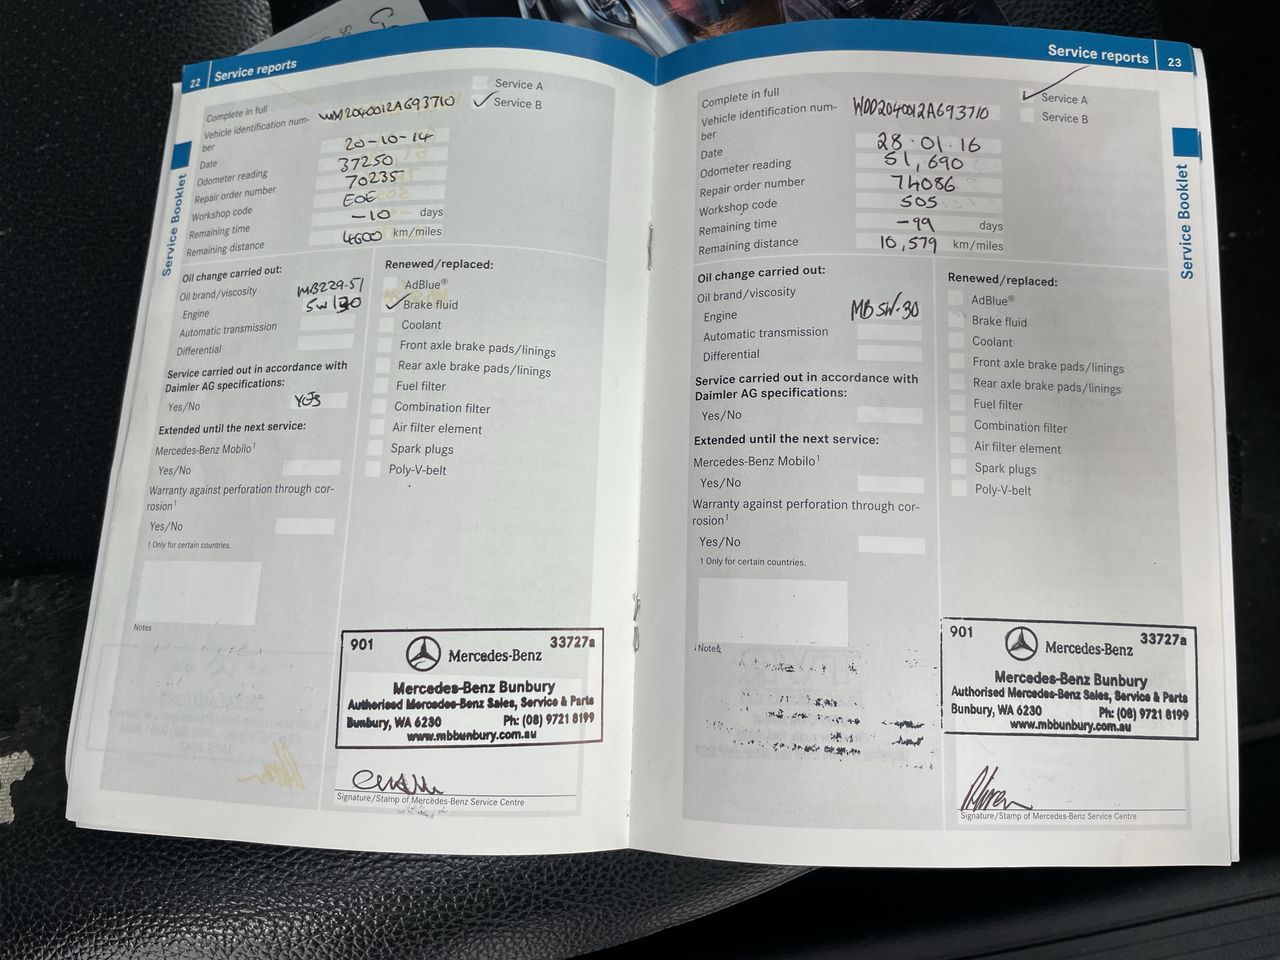 22 Service reports
Complete in full
Service A
Service B
Vehicle identification num-
ber
Date 20-10-14
Odometer reading 37250
Repair order number 70235
Workshop code EOE
Remaining time -10 days
Remaining distance 4600 km/miles
Service Booklet
Oil change carried out:
Oil brand/viscosity MB229.51
Engine 5W/30
Automatic transmission
Differential
Service carried out in accordance with
Daimler AG specifications:
Yes/No YES
Extended until the next service:
Mercedes-Benz Mobilo¹
Yes/No
Warranty against perforation through cor-
rosion¹
Yes/No
1 Only for certain countries.
Notes
Renewed/replaced:
AdBlue®
Brake fluid
Coolant
Front axle brake pads/linings
Rear axle brake pads/linings
Fuel filter
Combination filter
Air filter element
Spark plugs
Poly-V-belt
901 33727a
Mercedes-Benz
Mercedes-Benz Bunbury
Authorised Mercedes-Benz Sales, Service & Parts
Bunbury, WA 6230 Ph: (08) 9721 8199
www.mbbunbury.com.au
Signature/Stamp of Mercedes-Benz Service Centre
Service reports 23
Complete in full
Service A
Service B
Vehicle identification num- WDD2040012A693710
ber
Date 28.01.16
Odometer reading 51,690
Repair order number 74086
Workshop code 505
Remaining time -99 days
Remaining distance 10,579 km/miles
Service Booklet
Oil change carried out:
Oil brand/viscosity
Engine MB 5W-30
Automatic transmission
Differential
Service carried out in accordance with
Daimler AG specifications:
Yes/No
Extended until the next service:
Mercedes-Benz Mobilo¹
Yes/No
Warranty against perforation through cor-
rosion¹
Yes/No
1 Only for certain countries.
Notes
Renewed/replaced:
AdBlue®
Brake fluid
Coolant
Front axle brake pads/linings
Rear axle brake pads/linings
Fuel filter
Combination filter
Air filter element
Spark plugs
Poly-V-belt
901 33727a
Mercedes-Benz
Mercedes-Benz Bunbury
Authorised Mercedes-Benz Sales, Service & Parts
Bunbury, WA 6230 Ph: (08) 9721 8199
www.mbbunbury.com.au
Signature/Stamp of Mercedes-Benz Service Centre